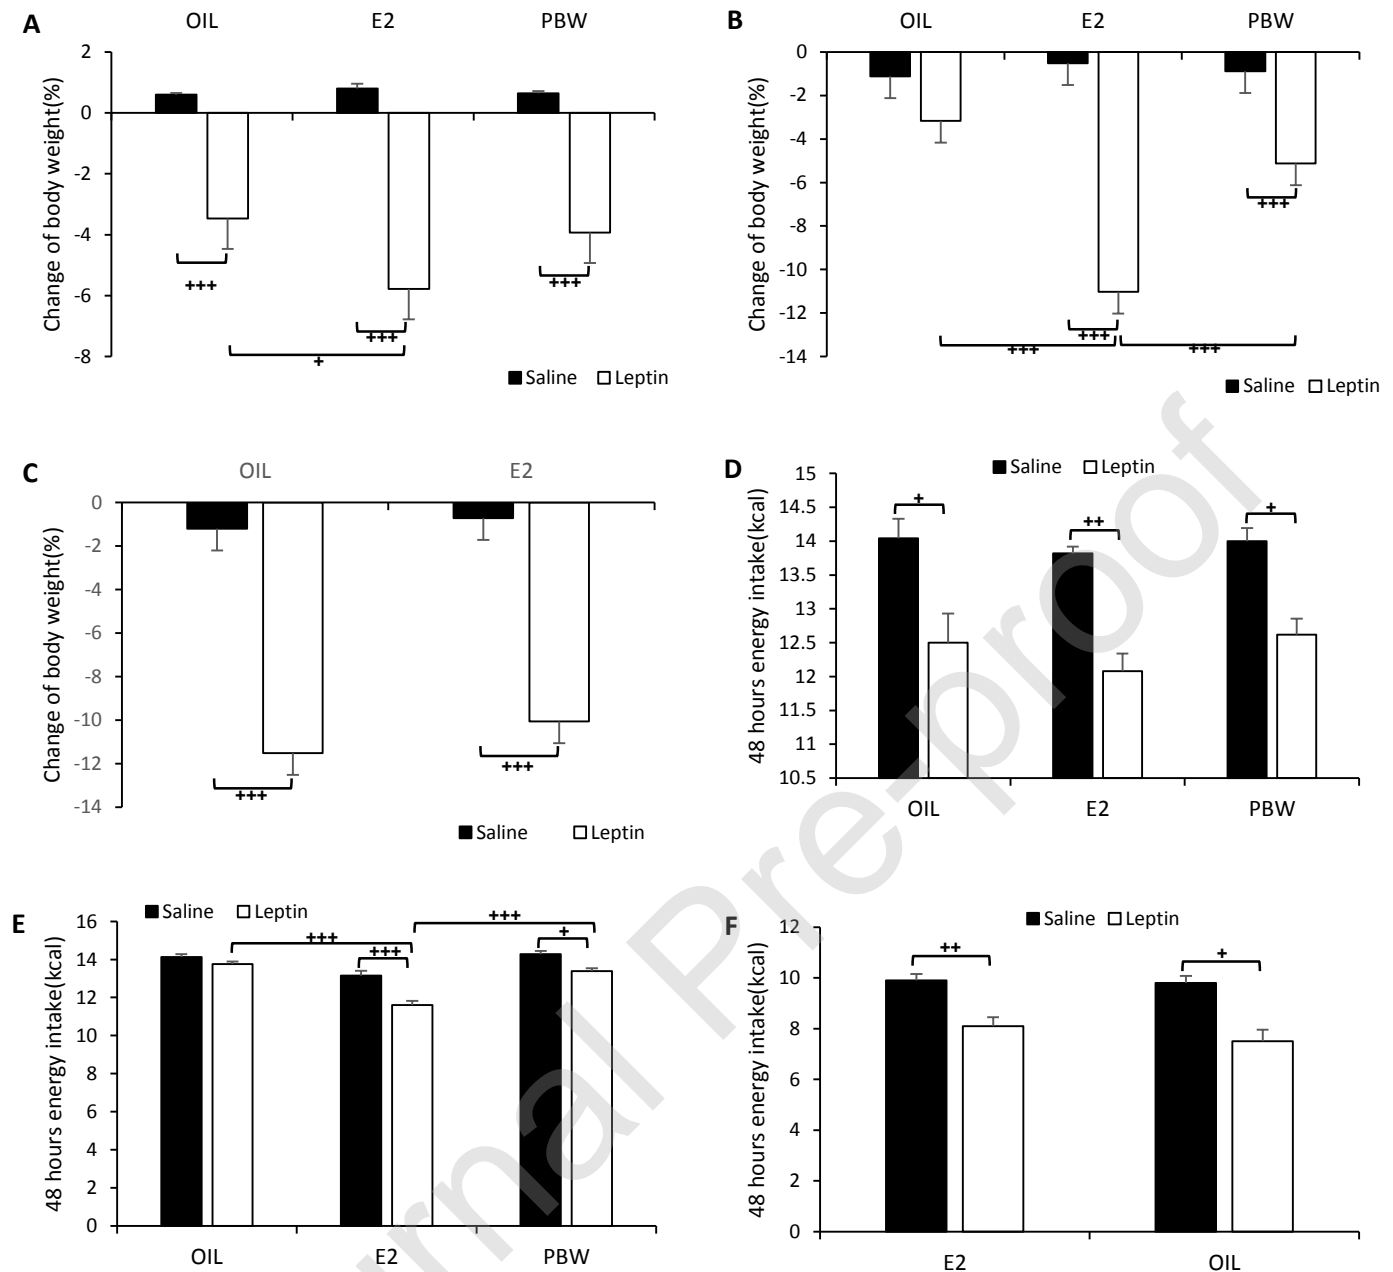 A
OIL E2 PBW
Change of body weight(%)
2
0
-2
-4
-6
-8
+++
+++
+++
+
Saline Leptin
B
OIL E2 PBW
Change of body weight(%)
0
-2
-4
-6
-8
-10
-12
-14
+++
+++
+++
+++
Saline Leptin
C
OIL E2
Change of body weight(%)
0
-2
-4
-6
-8
-10
-12
-14
+++
+++
Saline Leptin
D
Saline Leptin
48 hours energy intake(kcal)
15
14.5
14
13.5
13
12.5
12
11.5
11
10.5
+
++
+
OIL E2 PBW
E
Saline Leptin
48 hours energy intake(kcal)
16
14
12
10
8
6
4
2
0
+++
+++
+++
+
OIL E2 PBW
F
Saline Leptin
48 hours energy intake(kcal)
12
10
8
6
4
2
0
++
+
E2 OIL
rnal Pre-proof